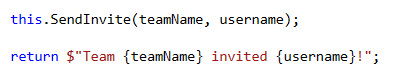 this.SendInvite(teamName, username);
return $"Team {teamName} invited {username}!";